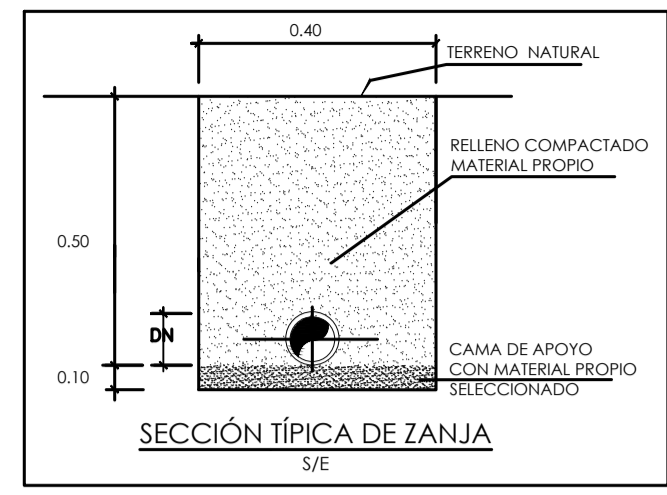 0.40
TERRENO NATURAL
RELLENO COMPACTADO
MATERIAL PROPIO
0.50
DN
0.10
CAMA DE APOYO
CON MATERIAL PROPIO
SELECCIONADO
SECCIÓN TÍPICA DE ZANJA
S/E